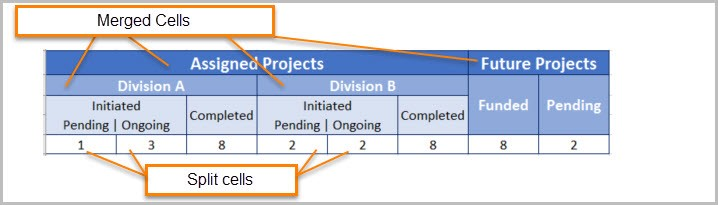 Merged Cells
Assigned Projects Future Projects
Division A Division B
Funded Pending
Initiated Completed Initiated Completed
Pending | Ongoing Pending | Ongoing
1 3 8 2 2 8 8 2
Split cells